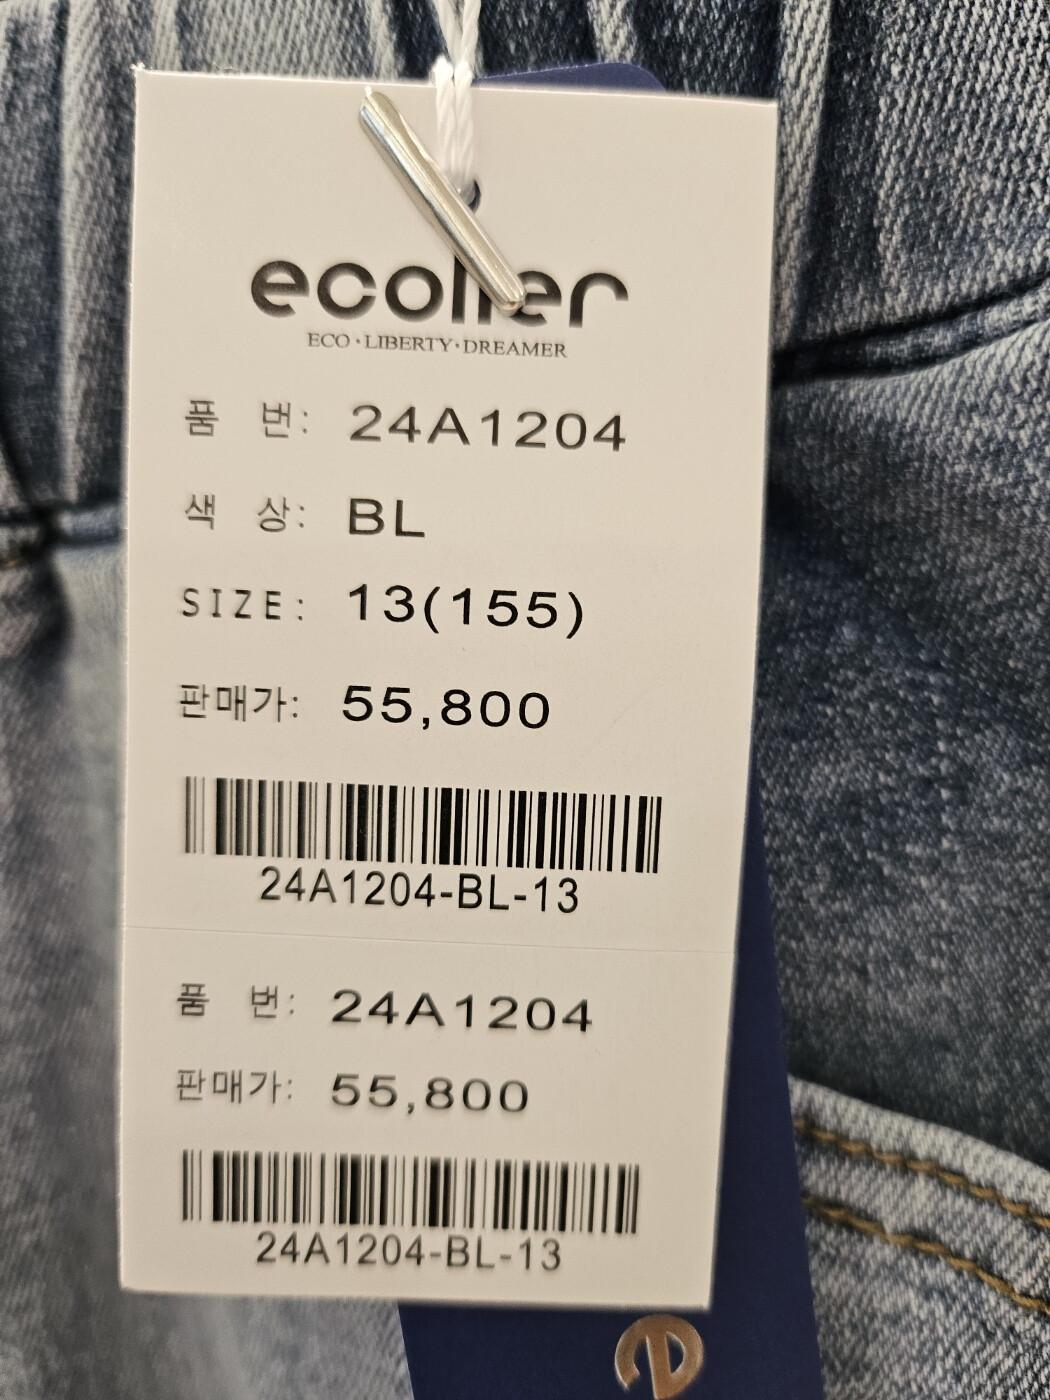 ecolier
ECO·LIBERTY·DREAMER
품 번: 24A1204
색 상: BL
SIZE: 13(155)
판매가: 55,800
24A1204-BL-13
품 번: 24A1204
판매가: 55,800
24A1204-BL-13
e